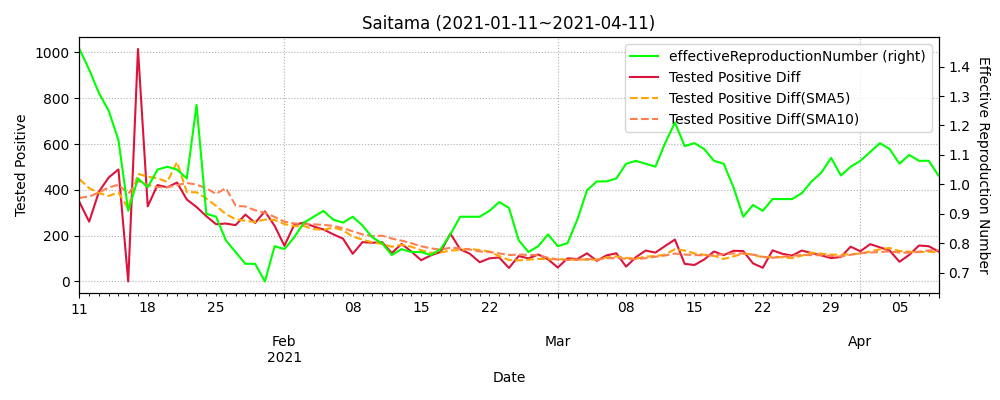 Saitama (2021-01-11~2021-04-11)
effectiveReproductionNumber (right)
Tested Positive Diff
Tested Positive Diff(SMA5)
Tested Positive Diff(SMA10)
Tested Positive
1000
800
600
400
200
0
Effective Reproduction Number
1.4
1.3
1.2
1.1
1.0
0.9
0.8
0.7
11 18 25 08 15 22 08 15 22 29 05
Feb Mar Apr
2021
Date